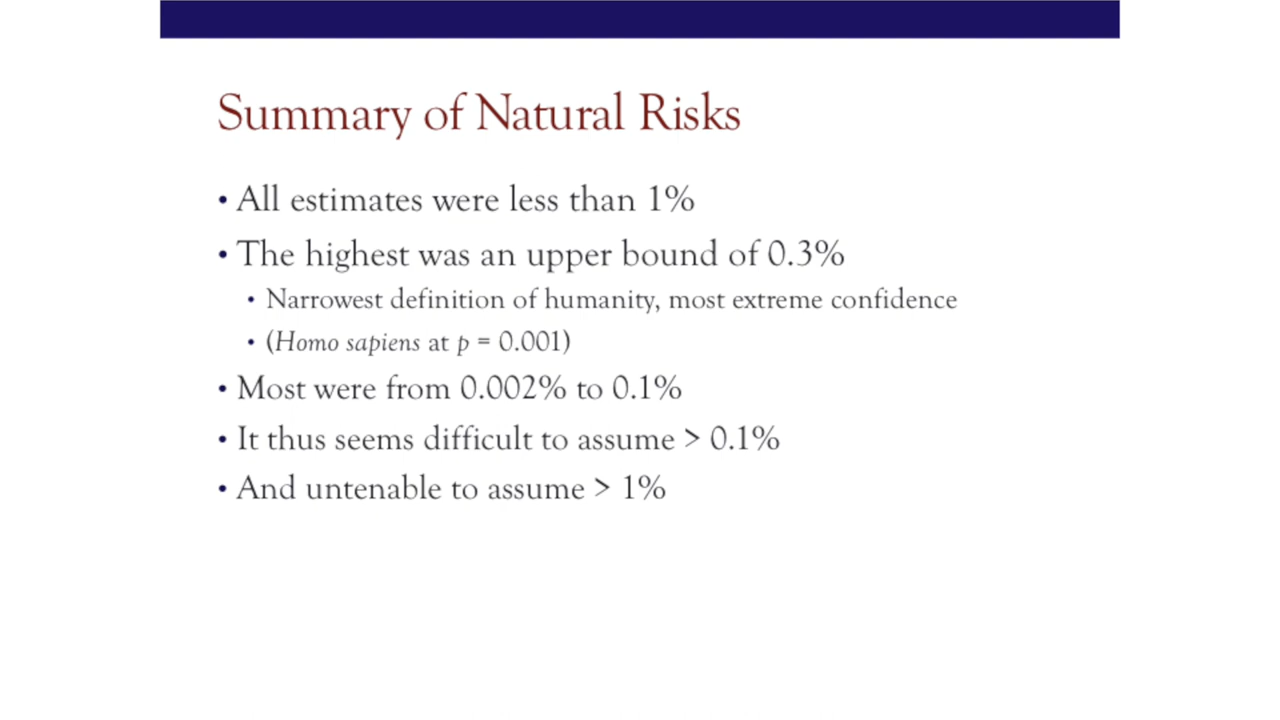 Summary of Natural Risks
• All estimates were less than 1%
• The highest was an upper bound of 0.3%
• Narrowest definition of humanity, most extreme confidence
• (Homo sapiens at p = 0.001)
• Most were from 0.002% to 0.1%
• It thus seems difficult to assume > 0.1%
• And untenable to assume > 1%